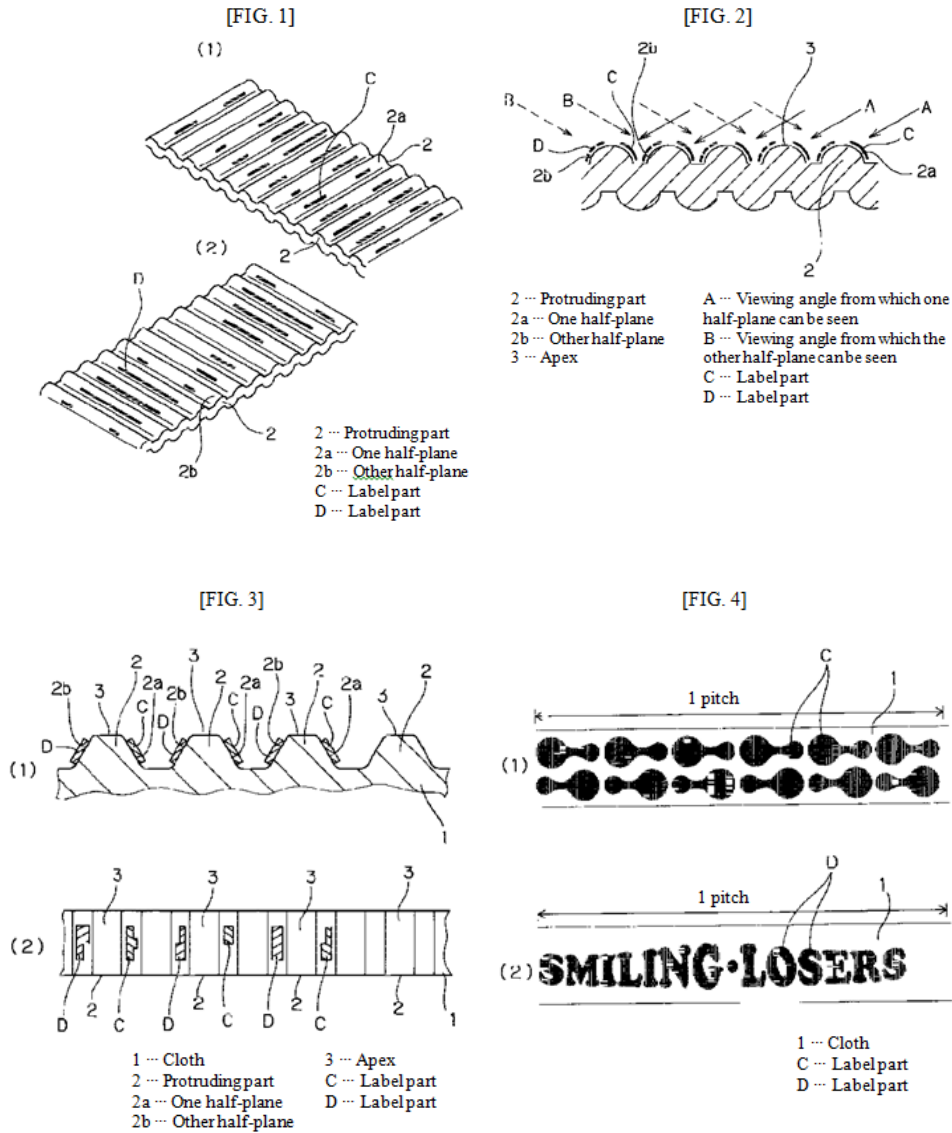 [FIG. 1]
(1)
C
2a
2
2
(2)
D
2
2b
2 ··· Protruding part
2a ··· One half-plane
2b ··· Other half-plane
C ··· Label part
D ··· Label part
[FIG. 2]
2b
C
3
B
B
A
A
D
C
2b
2a
2
2 ··· Protruding part
2a ··· One half-plane
2b ··· Other half-plane
3 ··· Apex
A ··· Viewing angle from which one
half-plane can be seen
B ··· Viewing angle from which the
other half-plane can be seen
C ··· Label part
D ··· Label part
[FIG. 3]
2b 3 2 2a 2b 3 2 2a 2b 3 2 2a 3 2
D C D C D C
(1)
1
3 3 3 3
(2)
D 2 C D 2 C D 2 C 2 1
1 ··· Cloth
2 ··· Protruding part
2a ··· One half-plane
2b ··· Other half-plane
3 ··· Apex
C ··· Label part
D ··· Label part
[FIG. 4]
C
1
1 pitch
(1)
D
1
1 pitch
(2)
SMILING·LOSERS
1 ··· Cloth
C ··· Label part
D ··· Label part